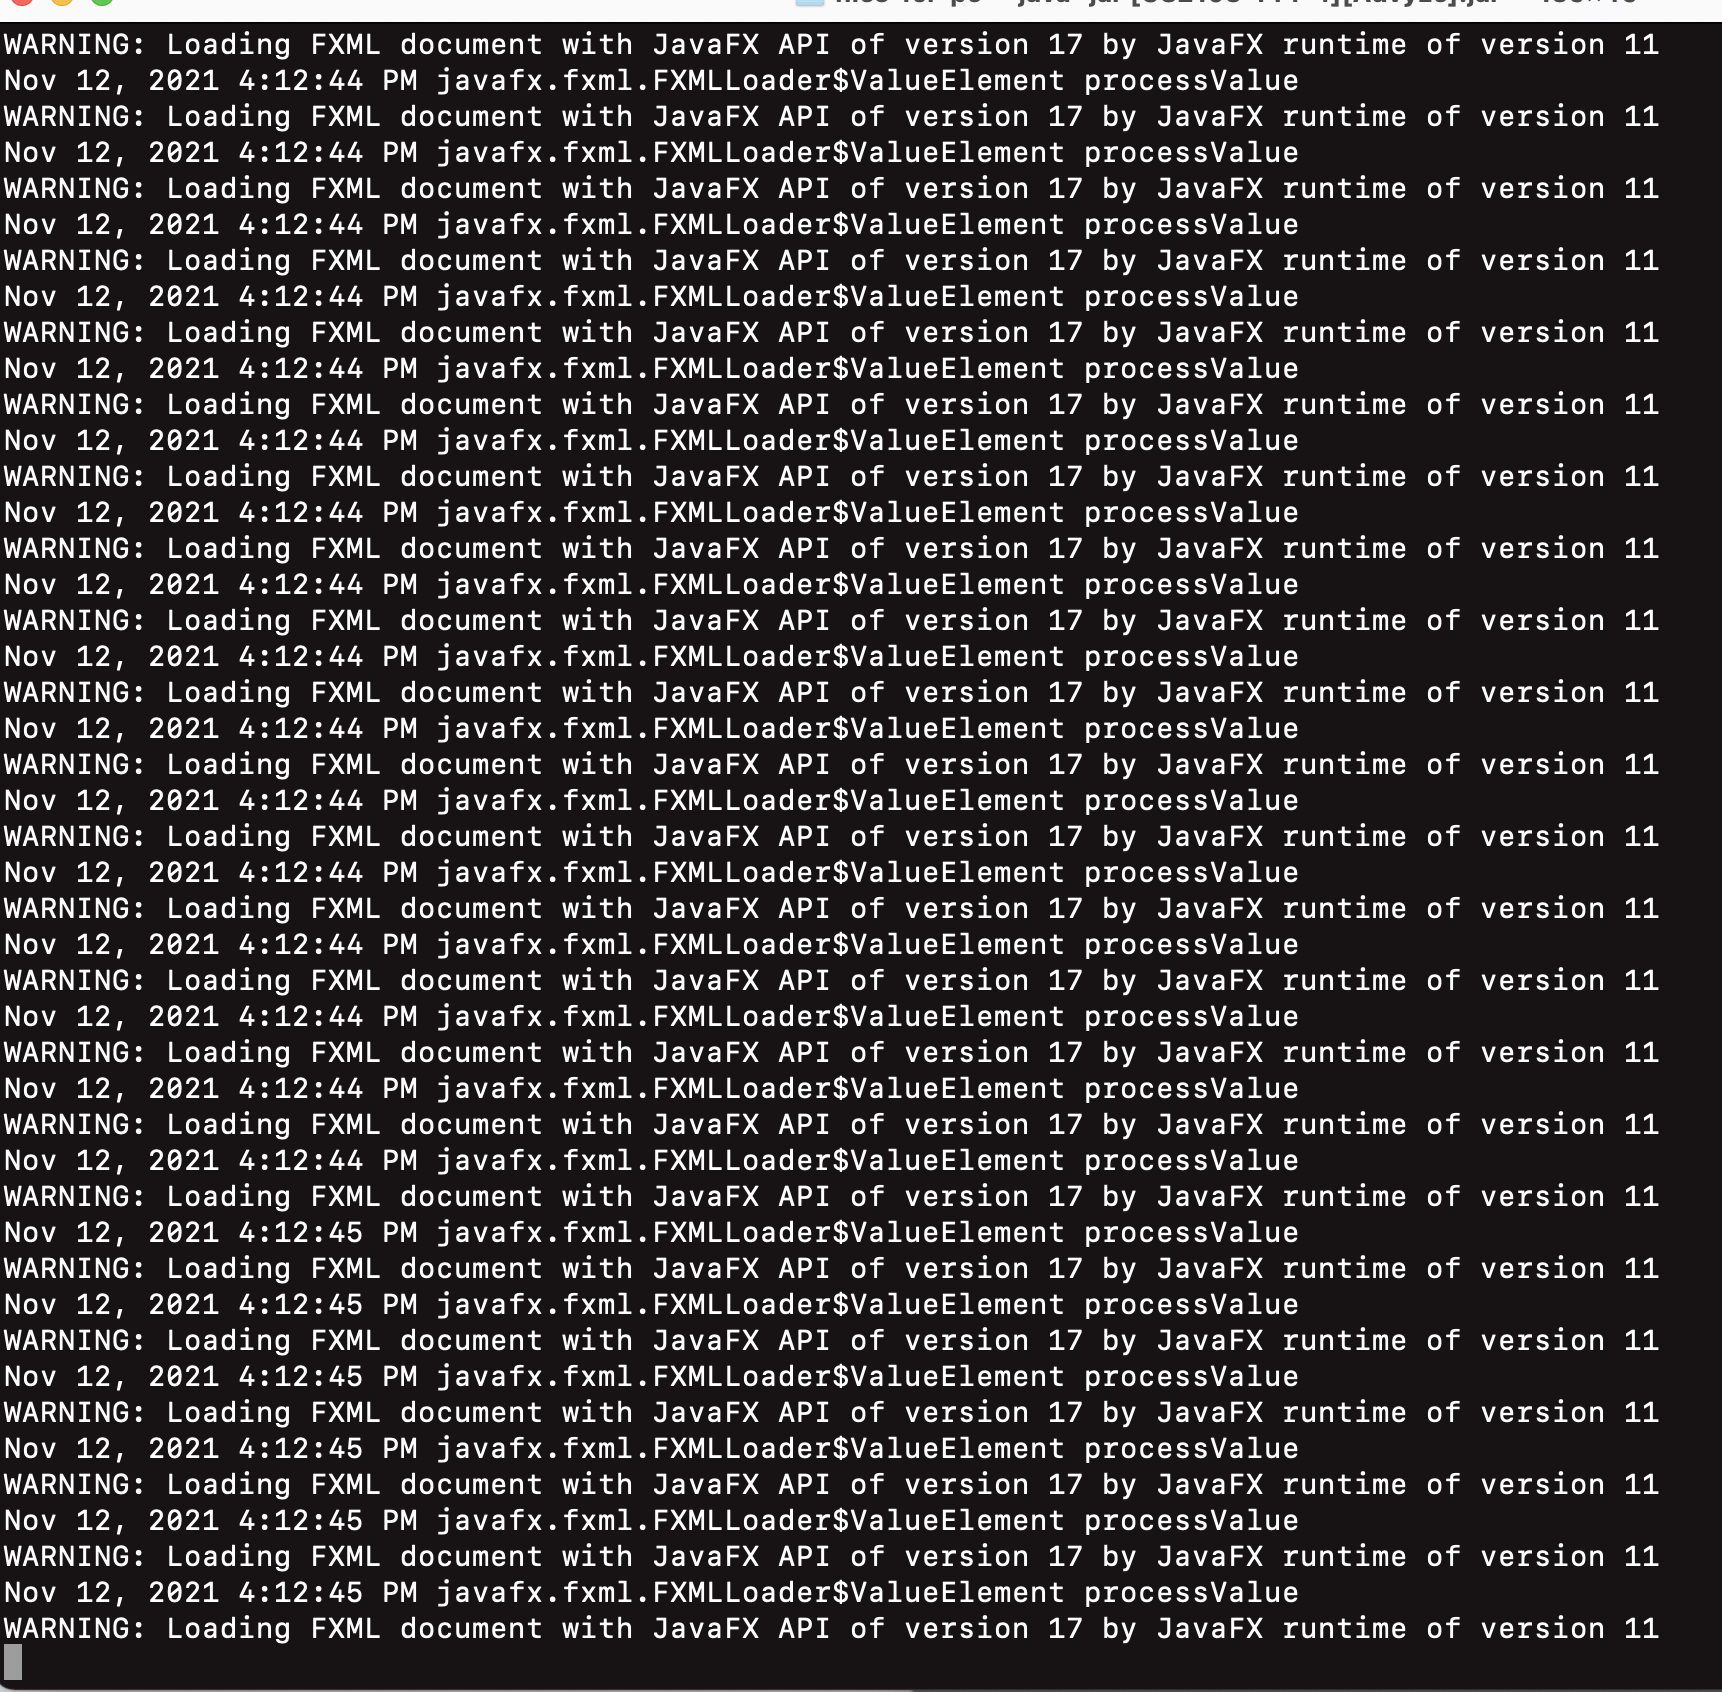 WARNING: Loading FXML document with JavaFX API of version 17 by JavaFX runtime of version 11
Nov 12, 2021 4:12:44 PM javafx.fxml.FXMLLoader$ValueElement processValue
WARNING: Loading FXML document with JavaFX API of version 17 by JavaFX runtime of version 11
Nov 12, 2021 4:12:44 PM javafx.fxml.FXMLLoader$ValueElement processValue
WARNING: Loading FXML document with JavaFX API of version 17 by JavaFX runtime of version 11
Nov 12, 2021 4:12:44 PM javafx.fxml.FXMLLoader$ValueElement processValue
WARNING: Loading FXML document with JavaFX API of version 17 by JavaFX runtime of version 11
Nov 12, 2021 4:12:44 PM javafx.fxml.FXMLLoader$ValueElement processValue
WARNING: Loading FXML document with JavaFX API of version 17 by JavaFX runtime of version 11
Nov 12, 2021 4:12:44 PM javafx.fxml.FXMLLoader$ValueElement processValue
WARNING: Loading FXML document with JavaFX API of version 17 by JavaFX runtime of version 11
Nov 12, 2021 4:12:44 PM javafx.fxml.FXMLLoader$ValueElement processValue
WARNING: Loading FXML document with JavaFX API of version 17 by JavaFX runtime of version 11
Nov 12, 2021 4:12:44 PM javafx.fxml.FXMLLoader$ValueElement processValue
WARNING: Loading FXML document with JavaFX API of version 17 by JavaFX runtime of version 11
Nov 12, 2021 4:12:44 PM javafx.fxml.FXMLLoader$ValueElement processValue
WARNING: Loading FXML document with JavaFX API of version 17 by JavaFX runtime of version 11
Nov 12, 2021 4:12:44 PM javafx.fxml.FXMLLoader$ValueElement processValue
WARNING: Loading FXML document with JavaFX API of version 17 by JavaFX runtime of version 11
Nov 12, 2021 4:12:44 PM javafx.fxml.FXMLLoader$ValueElement processValue
WARNING: Loading FXML document with JavaFX API of version 17 by JavaFX runtime of version 11
Nov 12, 2021 4:12:44 PM javafx.fxml.FXMLLoader$ValueElement processValue
WARNING: Loading FXML document with JavaFX API of version 17 by JavaFX runtime of version 11
Nov 12, 2021 4:12:44 PM javafx.fxml.FXMLLoader$ValueElement processValue
WARNING: Loading FXML document with JavaFX API of version 17 by JavaFX runtime of version 11
Nov 12, 2021 4:12:44 PM javafx.fxml.FXMLLoader$ValueElement processValue
WARNING: Loading FXML document with JavaFX API of version 17 by JavaFX runtime of version 11
Nov 12, 2021 4:12:44 PM javafx.fxml.FXMLLoader$ValueElement processValue
WARNING: Loading FXML document with JavaFX API of version 17 by JavaFX runtime of version 11
Nov 12, 2021 4:12:44 PM javafx.fxml.FXMLLoader$ValueElement processValue
WARNING: Loading FXML document with JavaFX API of version 17 by JavaFX runtime of version 11
Nov 12, 2021 4:12:44 PM javafx.fxml.FXMLLoader$ValueElement processValue
WARNING: Loading FXML document with JavaFX API of version 17 by JavaFX runtime of version 11
Nov 12, 2021 4:12:45 PM javafx.fxml.FXMLLoader$ValueElement processValue
WARNING: Loading FXML document with JavaFX API of version 17 by JavaFX runtime of version 11
Nov 12, 2021 4:12:45 PM javafx.fxml.FXMLLoader$ValueElement processValue
WARNING: Loading FXML document with JavaFX API of version 17 by JavaFX runtime of version 11
Nov 12, 2021 4:12:45 PM javafx.fxml.FXMLLoader$ValueElement processValue
WARNING: Loading FXML document with JavaFX API of version 17 by JavaFX runtime of version 11
Nov 12, 2021 4:12:45 PM javafx.fxml.FXMLLoader$ValueElement processValue
WARNING: Loading FXML document with JavaFX API of version 17 by JavaFX runtime of version 11
Nov 12, 2021 4:12:45 PM javafx.fxml.FXMLLoader$ValueElement processValue
WARNING: Loading FXML document with JavaFX API of version 17 by JavaFX runtime of version 11
Nov 12, 2021 4:12:45 PM javafx.fxml.FXMLLoader$ValueElement processValue
WARNING: Loading FXML document with JavaFX API of version 17 by JavaFX runtime of version 11